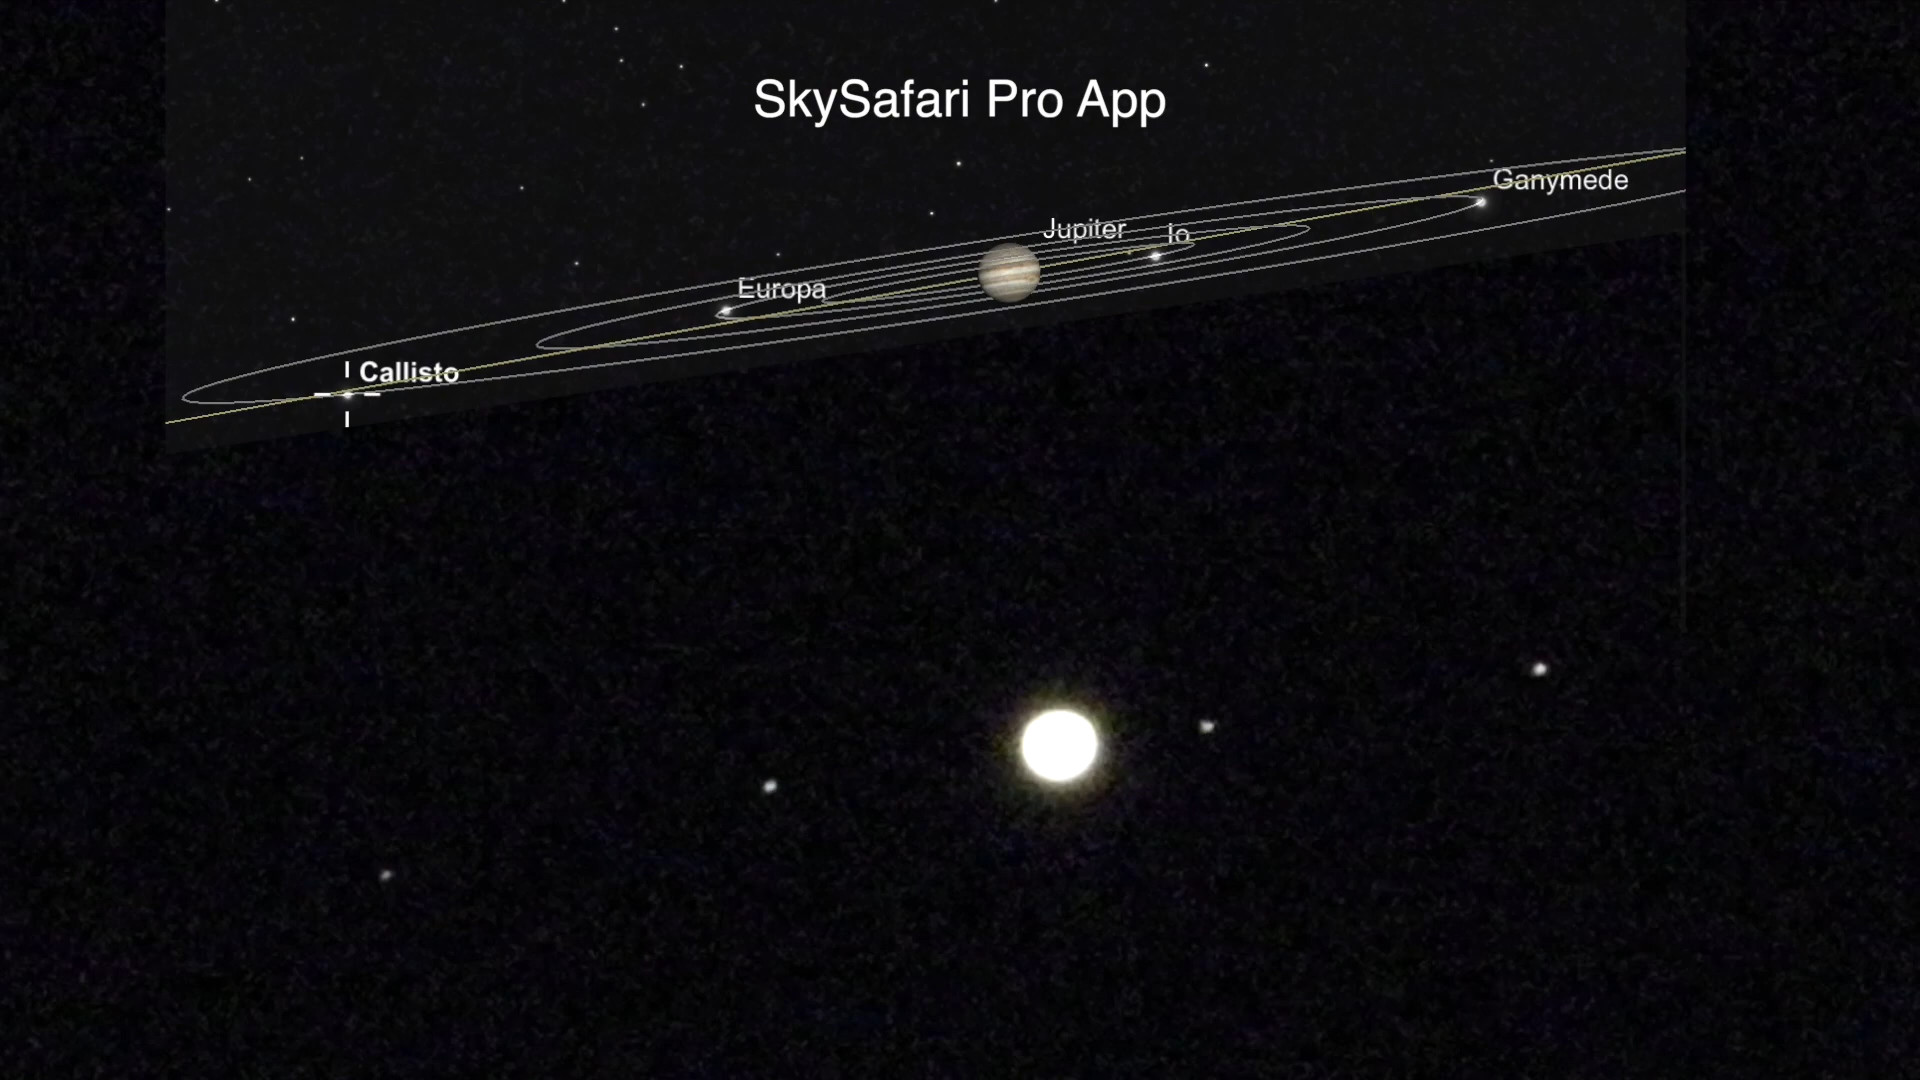 SkySafari Pro App
Ganymede
Jupiter
Io
Europa
Callisto